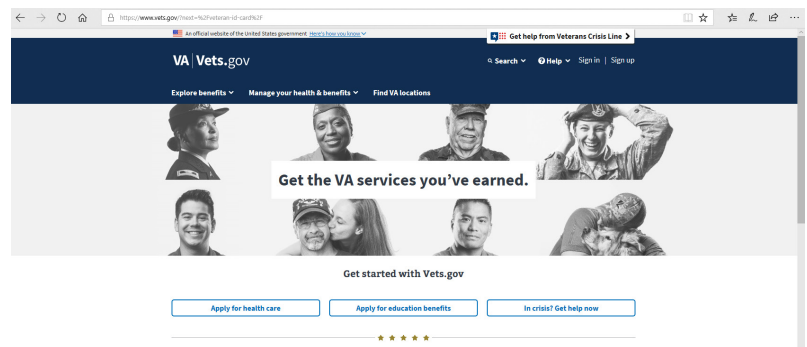 https://www.vets.gov/?next=%2Fveteran-id-card%2F
An official website of the United States government Here's how you know
Get help from Veterans Crisis Line
VA Vets.gov
Search Help Sign in | Sign up
Explore benefits Manage your health & benefits Find VA locations
Get the VA services you've earned.
Get started with Vets.gov
Apply for health care Apply for education benefits In crisis? Get help now